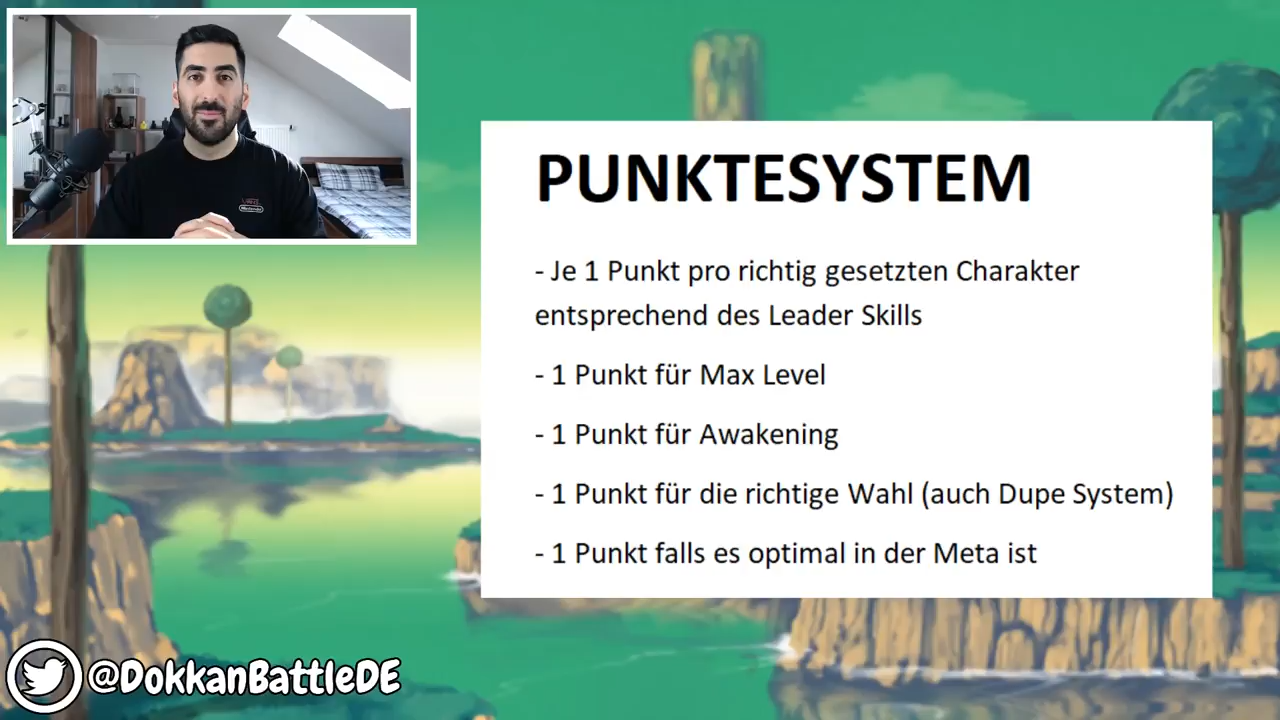 PUNKTESYSTEM
- Je 1 Punkt pro richtig gesetzten Charakter
entsprechend des Leader Skills
- 1 Punkt für Max Level
- 1 Punkt für Awakening
- 1 Punkt für die richtige Wahl (auch Dupe System)
- 1 Punkt falls es optimal in der Meta ist
@DokkanBattleDE